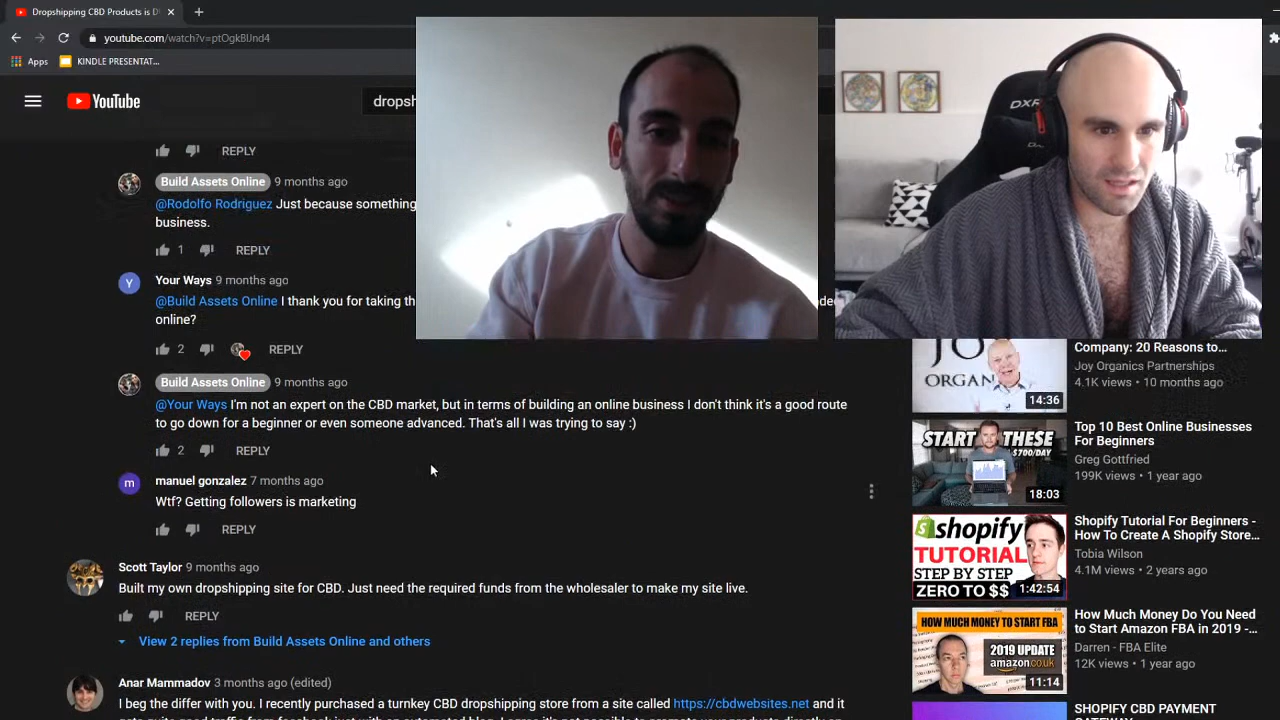 Dropshipping CBD Products is D
youtube.com/watch?v=ptOgkBlJnd4
Apps
KINDLE PRESENTAT...
YouTube
dropsh
REPLY
Build Assets Online 9 months ago
@Rodolfo Rodriguez Just because something
business.
1 REPLY
Your Ways 9 months ago
@Build Assets Online I thank you for taking th
online?
2 REPLY
Build Assets Online 9 months ago
@Your Ways I'm not an expert on the CBD market, but in terms of building an online business I don't think it's a good route
to go down for a beginner or even someone advanced. That's all I was trying to say :)
2 REPLY
manuel gonzalez 7 months ago
Wtf? Getting followers is marketing
REPLY
Scott Taylor 9 months ago
Built my own dropshipping site for CBD. Just need the required funds from the wholesaler to make my site live.
REPLY
View 2 replies from Build Assets Online and others
Anar Mammadov 3 months ago (edited)
I beg the differ with you. I recently purchased a turnkey CBD dropshipping store from a site called https://cbdwebsites.net and it
DXR
ORGAN
14:36
Company: 20 Reasons to...
Joy Organics Partnerships
4.1K views • 10 months ago
START THESE
$700/DAY
18:03
Top 10 Best Online Businesses
For Beginners
Greg Gottfried
199K views • 1 year ago
shopify
TUTORIAL
STEP BY STEP
ZERO TO $$
1:42:54
Shopify Tutorial For Beginners -
How To Create A Shopify Store...
Tobia Wilson
4.1M views • 2 years ago
HOW MUCH MONEY TO START FBA
2019 UPDATE
amazon.co.uk
11:14
How Much Money Do You Need
to Start Amazon FBA in 2019 -...
Darren - FBA Elite
12K views • 1 year ago
SHOPIFY CBD PAYMENT